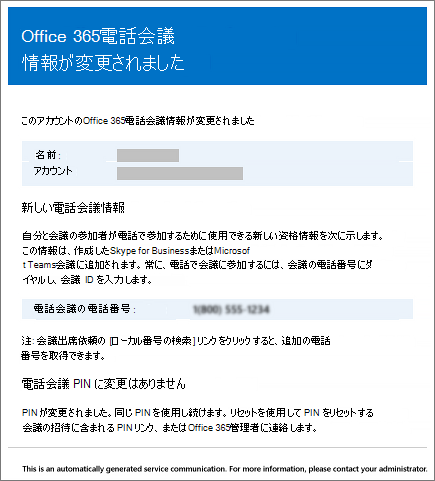 Office 365電話会議
情報が変更されました
このアカウントのOffice 365電話会議情報が変更されました
名前:
アカウント
新しい電話会議情報
自分と会議の参加者が電話で参加するために使用できる新しい資格情報を次に示します。
この情報は、作成したSkype for BusinessまたはMicrosof
t Teams会議に追加されます。常に、電話で会議に参加するには、会議の電話番号にダ
イヤルし、会議 ID を入力します。
電話会議の電話番号: 1(800) 555-1234
注: 会議出席依頼の [ローカル番号の検索] リンクをクリックすると、追加の電話
番号を取得できます。
電話会議 PIN に変更はありません
PINが変更されました。同じ PINを使用し続けます。リセットを使用して PIN をリセットする
会議の招待に含まれる PINリンク、またはOffice 365管理者に連絡します。
This is an automatically generated service communication. For more information, please contact your administrator.